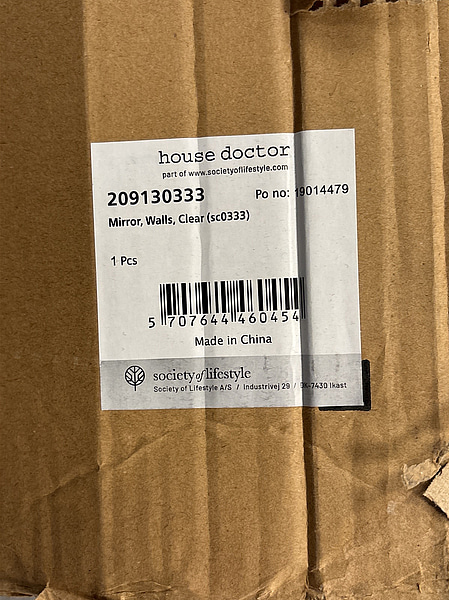 house doctor
part of www.societyoflifestyle.com
209130333 Po no: 19014479
Mirror, Walls, Clear (sc0333)
1 Pcs
5 707644 460454
Made in China
society of lifestyle
Society of Lifestyle A/S / Industrivej 29 / DK-7430 Ikast